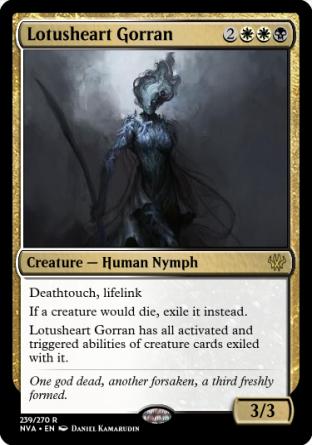 Lotusheart Gorran 2
Creature — Human Nymph
Deathtouch, lifelink
If a creature would die, exile it instead.
Lotusheart Gorran has all activated and
triggered abilities of creature cards exiled
with it.
One god dead, another forsaken, a third freshly
formed.
3/3
239/270 R
NVA • EN Daniel Kamarudin